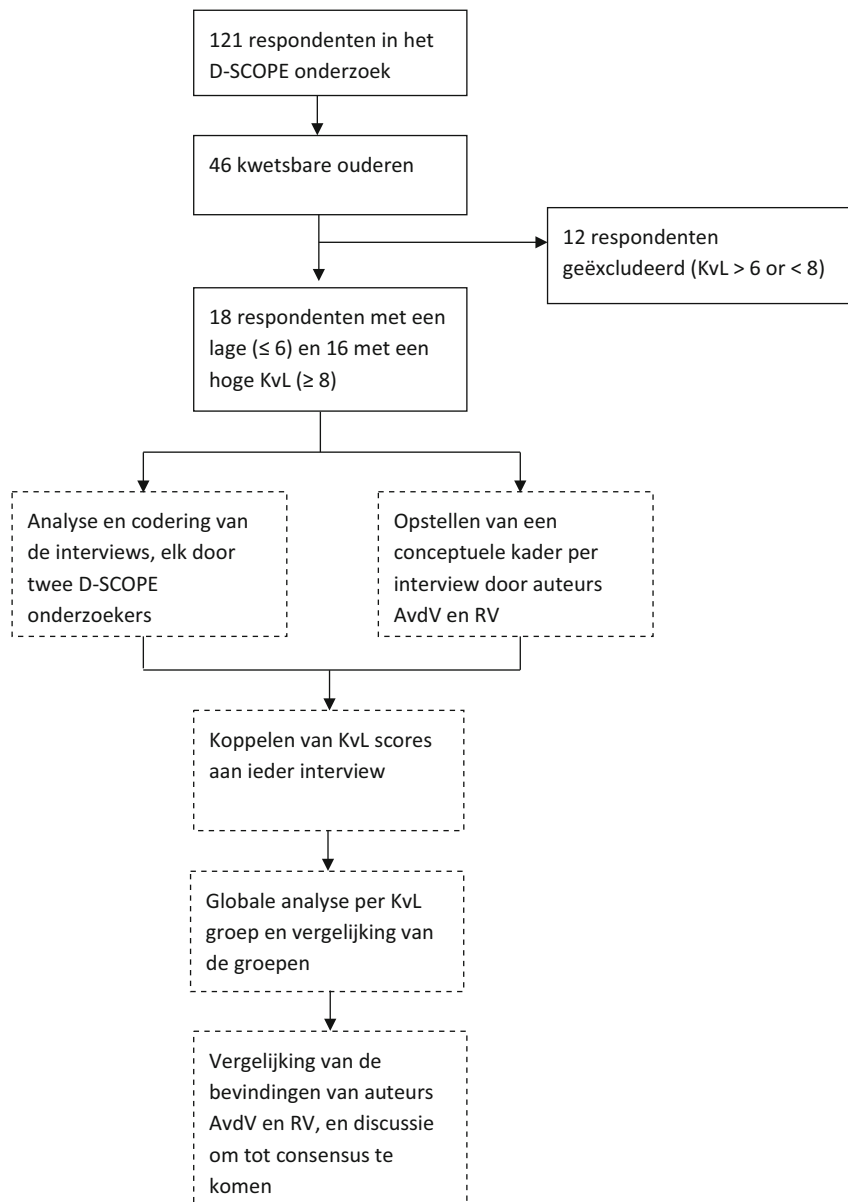 121 respondenten in het
D-SCOPE onderzoek
46 kwetsbare ouderen
12 respondenten
geëxcludeerd (KvL > 6 or < 8)
18 respondenten met een
lage (≤ 6) en 16 met een
hoge KvL (≥ 8)
Analyse en codering van
de interviews, elk door
twee D-SCOPE
onderzoekers
Opstellen van een
conceptuele kader per
interview door auteurs
AvdV en RV
Koppelen van KvL scores
aan ieder interview
Globale analyse per KvL
groep en vergelijking van
de groepen
Vergelijking van de
bevindingen van auteurs
AvdV en RV, en discussie
om tot consensus te
komen